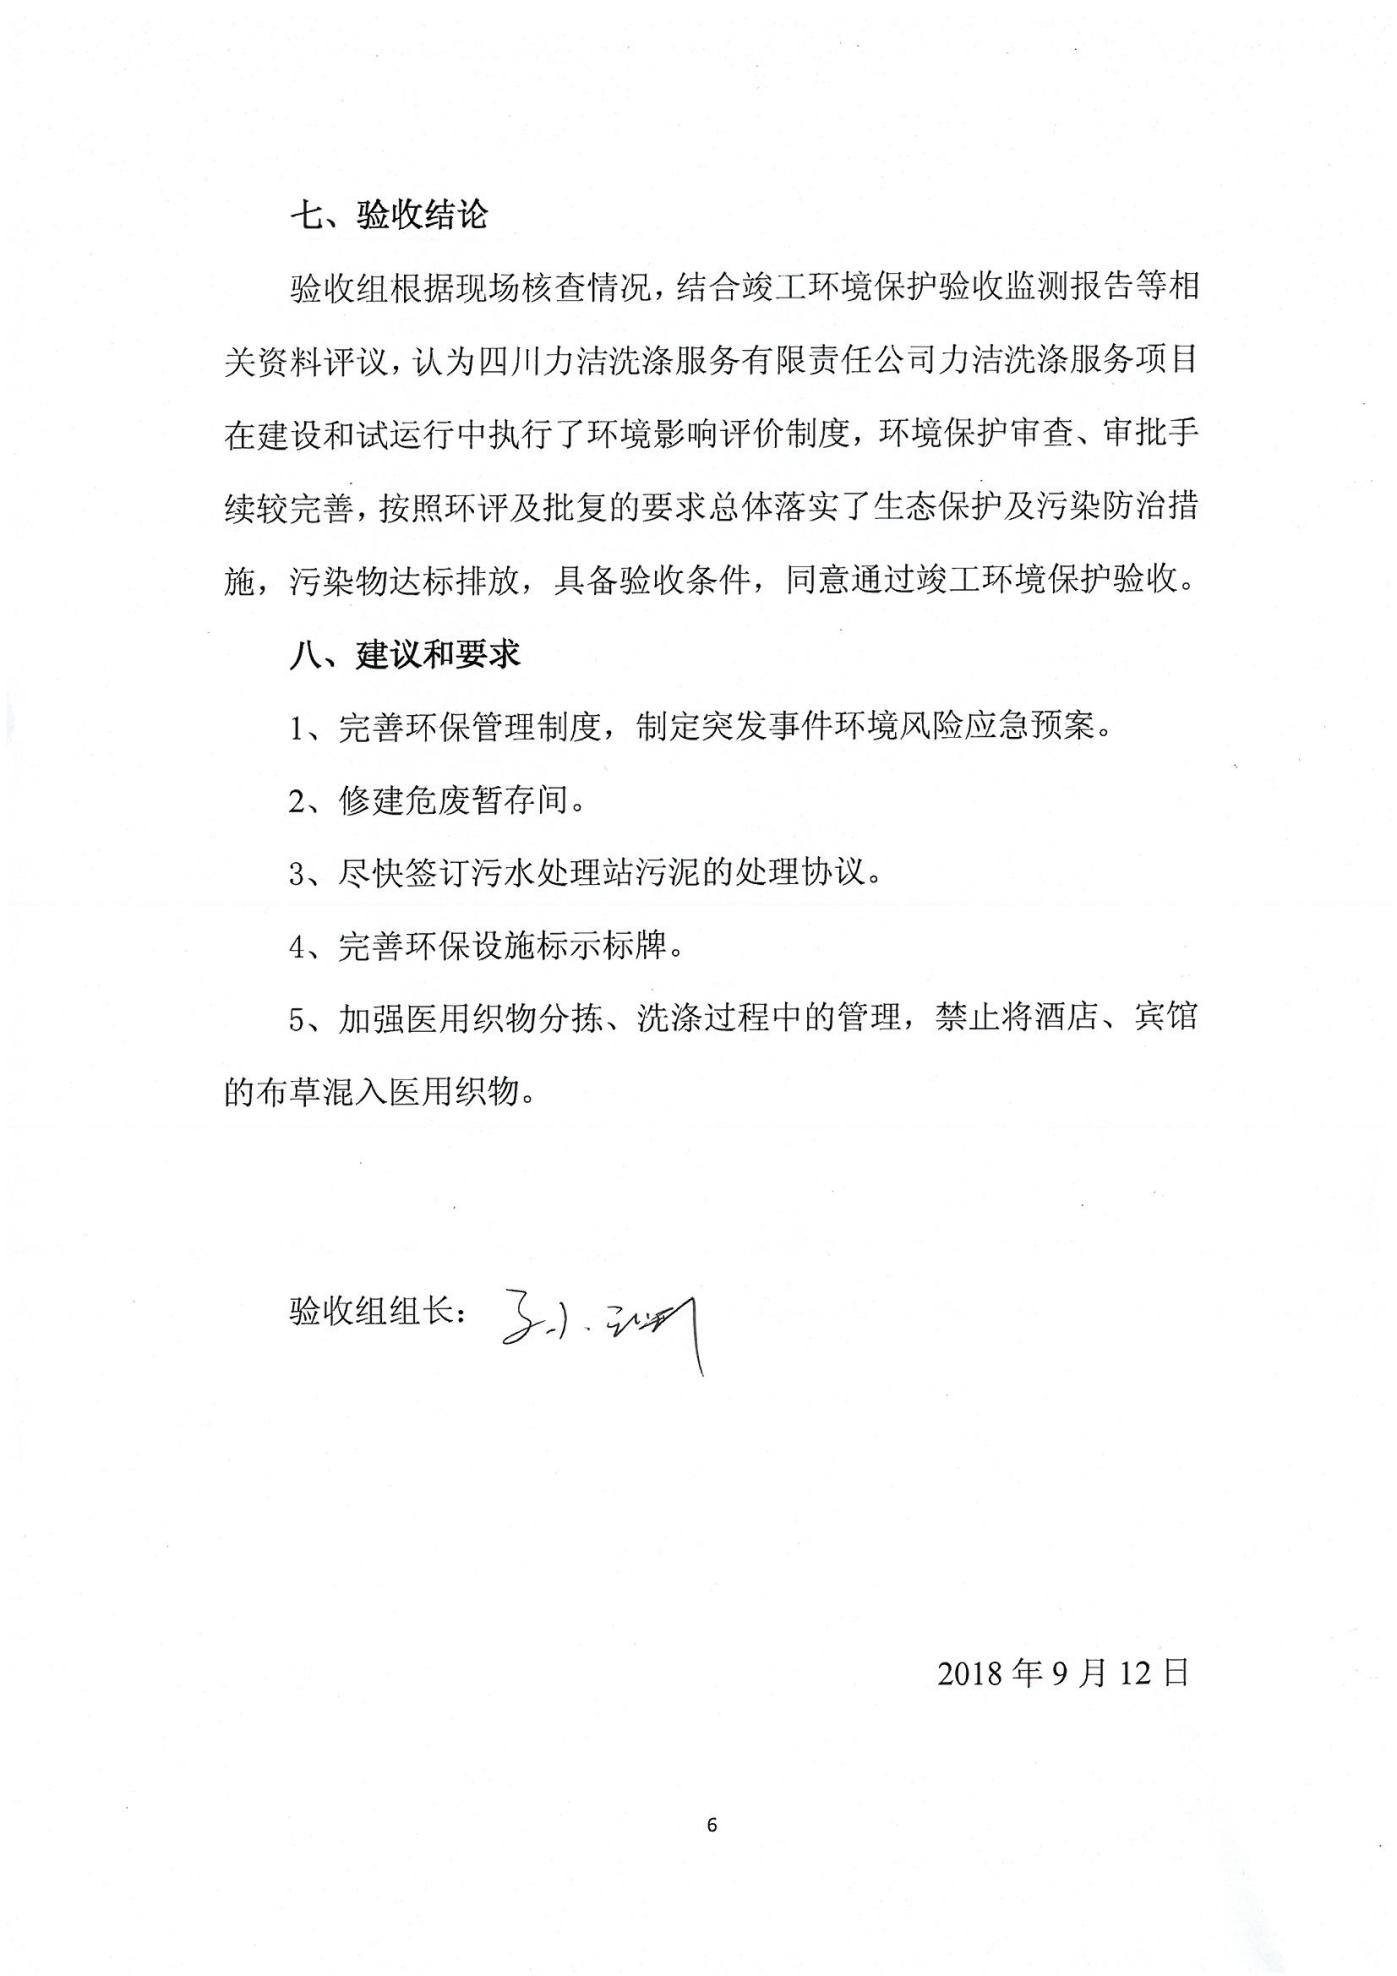 七、验收结论
验收组根据现场核查情况，结合竣工环境保护验收监测报告等相
关资料评议，认为四川力洁洗涤服务有限责任公司力洁洗涤服务项目
在建设和试运行中执行了环境影响评价制度，环境保护审查、审批手
续较完善，按照环评及批复的要求总体落实了生态保护及污染防治措
施，污染物达标排放，具备验收条件，同意通过竣工环境保护验收。
八、建议和要求
1、完善环保管理制度，制定突发事件环境风险应急预案。
2、修建危废暂存间。
3、尽快签订污水处理站污泥的处理协议。
4、完善环保设施标示标牌。
5、加强医用织物分拣、洗涤过程中的管理，禁止将酒店、宾馆
的布草混入医用织物。
验收组组长：
2018 年 9 月 12 日
6